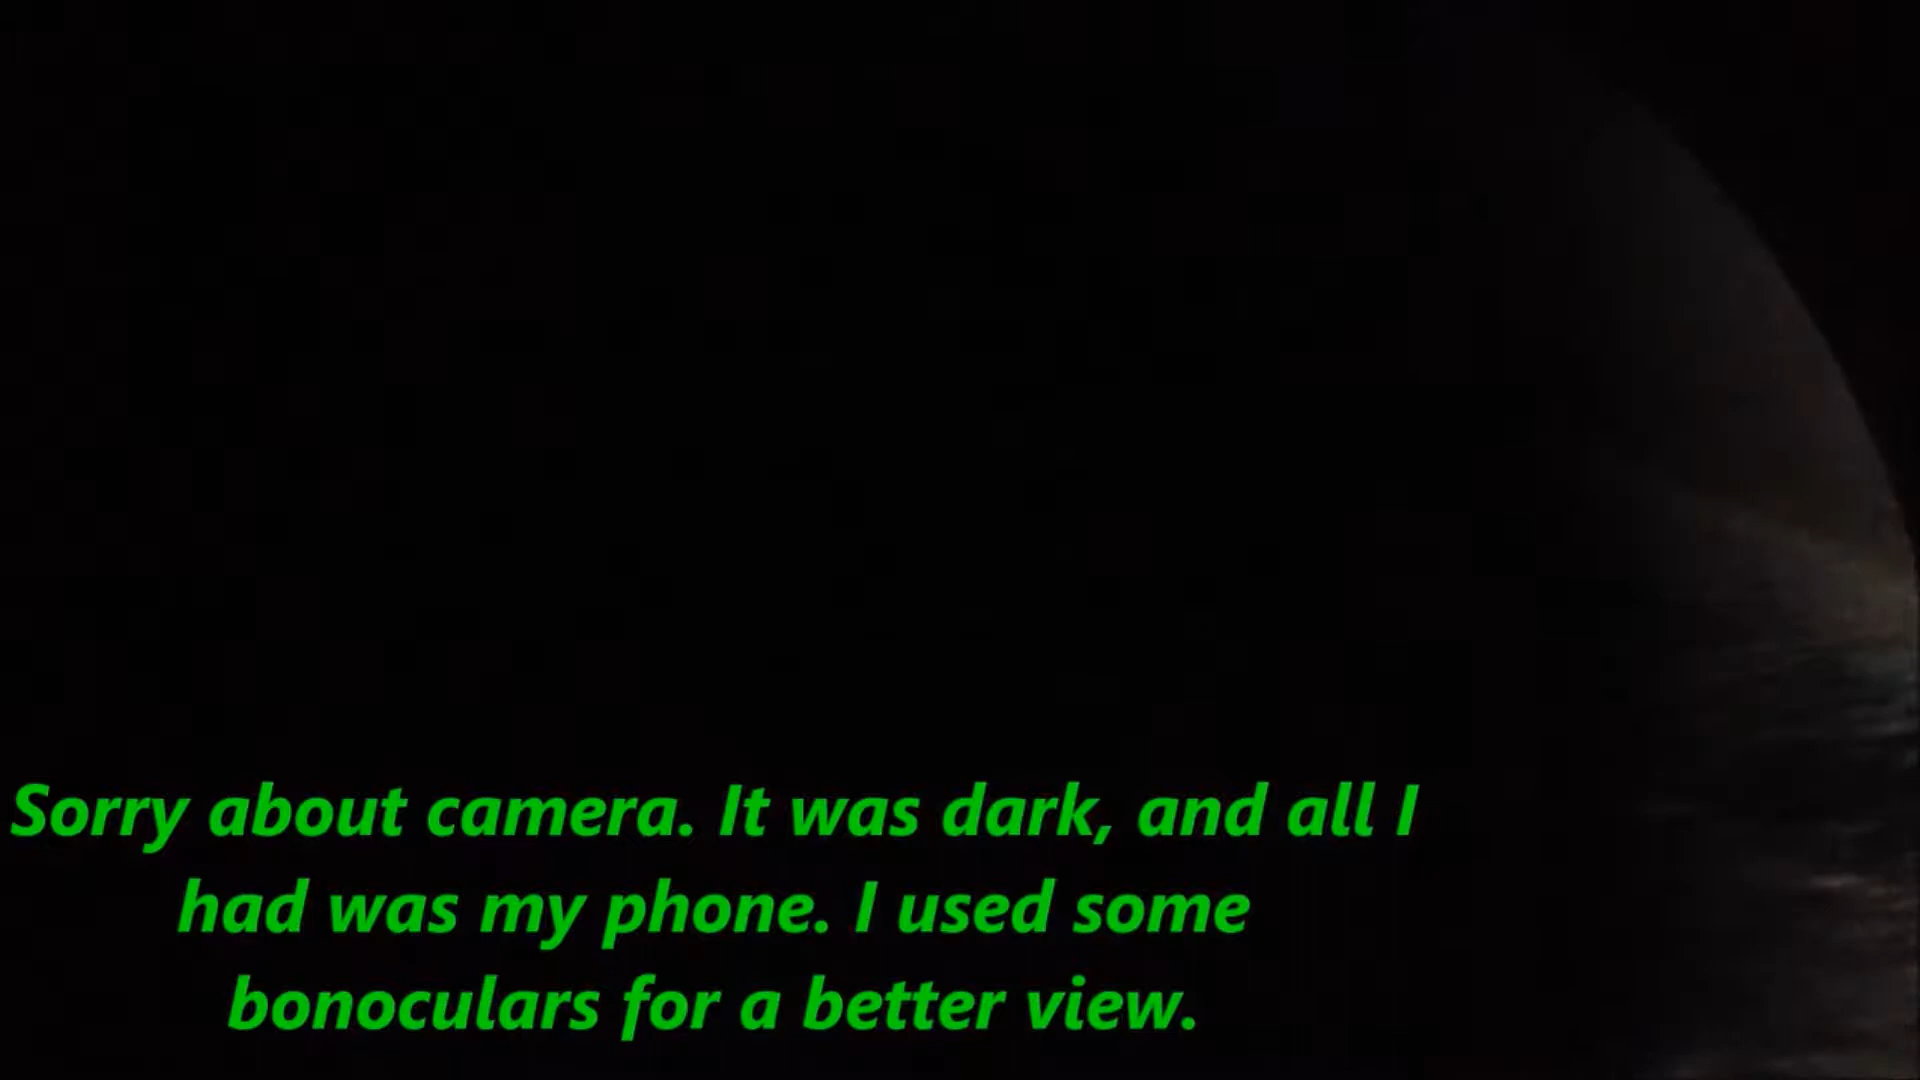 Sorry about camera. It was dark, and all I
had was my phone. I used some
bonoculars for a better view.